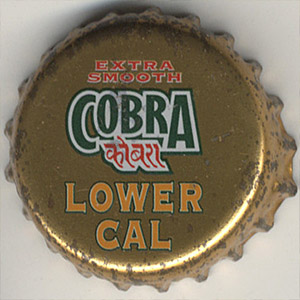 EXTRA
SMOOTH
COBRA
कोबरा
LOWER
CAL